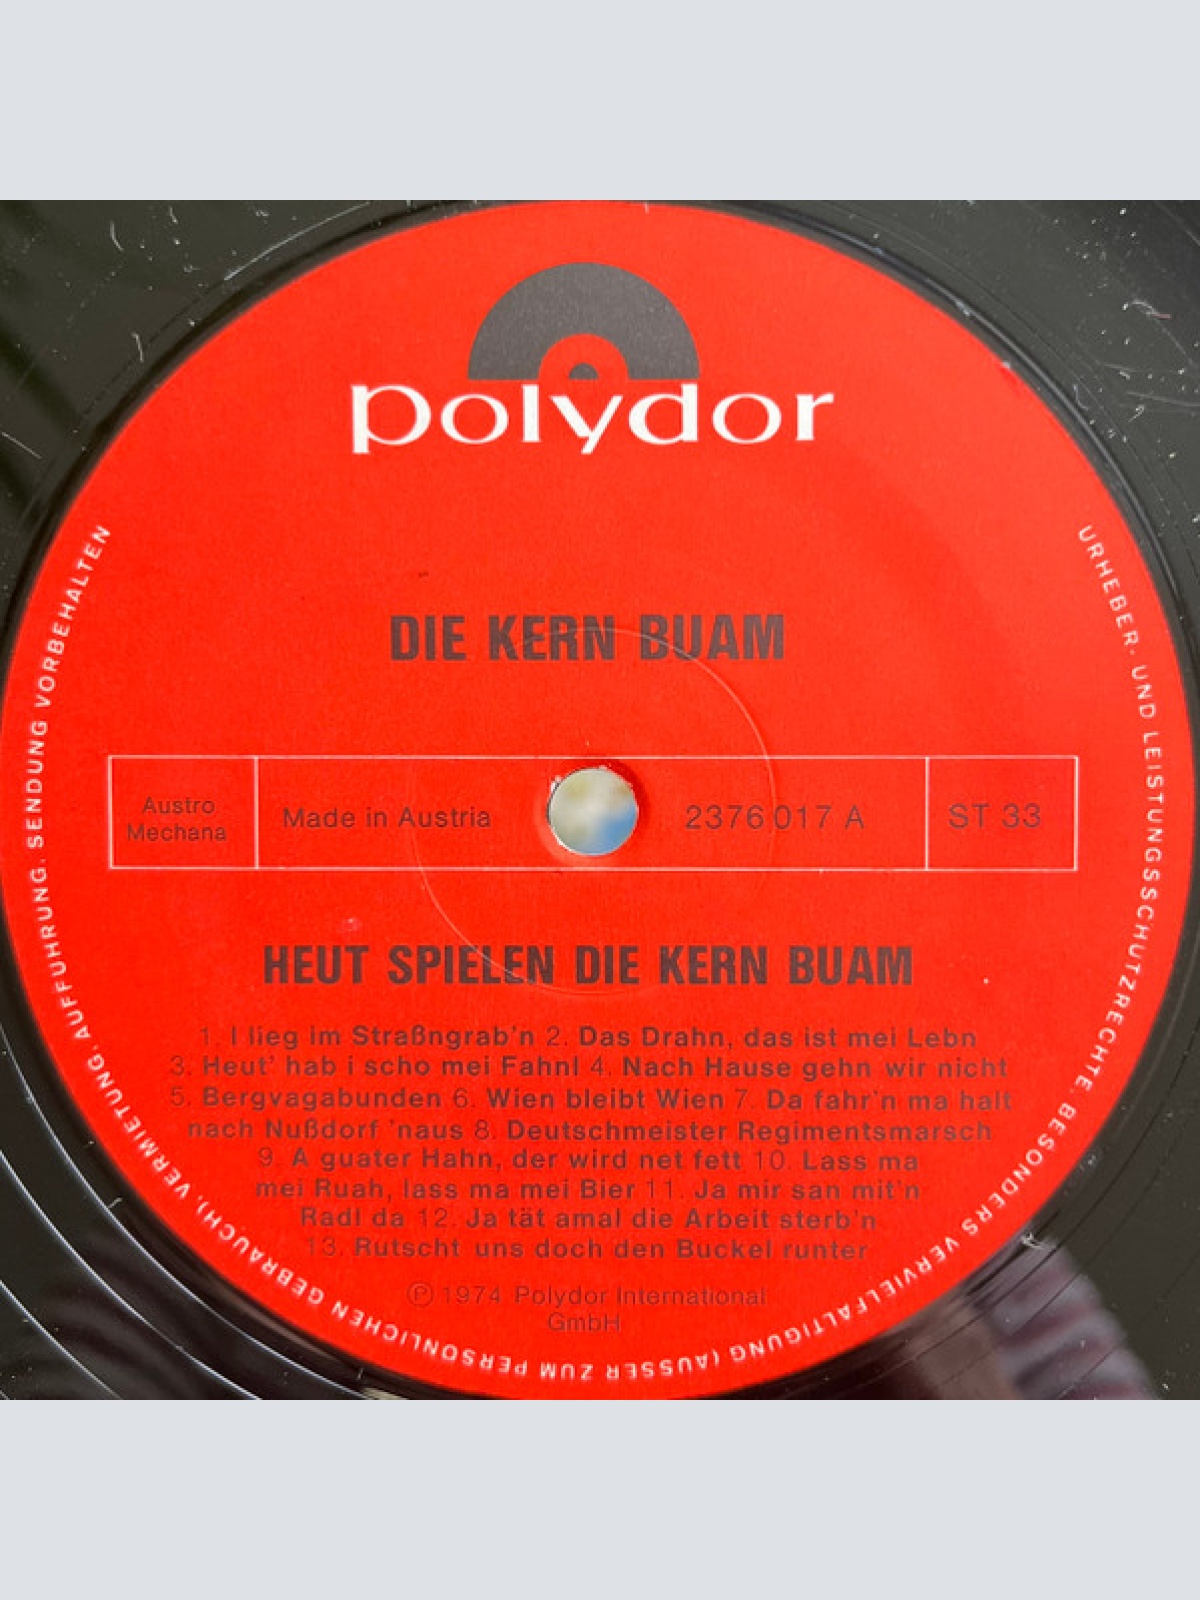 polydor
DIE KERN BUAM
Austro
Mechana
Made in Austria
2376 017 A
ST 33
HEUT SPIELEN DIE KERN BUAM
1. I lieg im Straßngrab'n 2. Das Drahn, das ist mei Lebn
3. Heut' hab i scho mei Fahnl 4. Nach Hause gehn wir nicht
5. Bergvagabunden 6. Wien bleibt Wien 7. Da fahr'n ma halt
nach Nußdorf 'naus 8. Deutschmeister Regimentsmarsch
9. A guater Hahn, der wird net fett 10. Lass ma
mei Ruah, lass ma mei Bier 11. Ja mir san mit'n
Radl da 12. Ja tät amal die Arbeit sterb'n
13. Rutscht uns doch den Buckel runter
Ⓟ 1974 Polydor International
GmbH
URHEBER- UND LEISTUNGSSCHUTZRECHTE, BESONDERS VERVIELFÄLTIGUNG (AUSSER ZUM PERSÖNLICHEN GEBRAUCH), VERMIETUNG, AUFFÜHRUNG, SENDUNG VORBEHALTEN